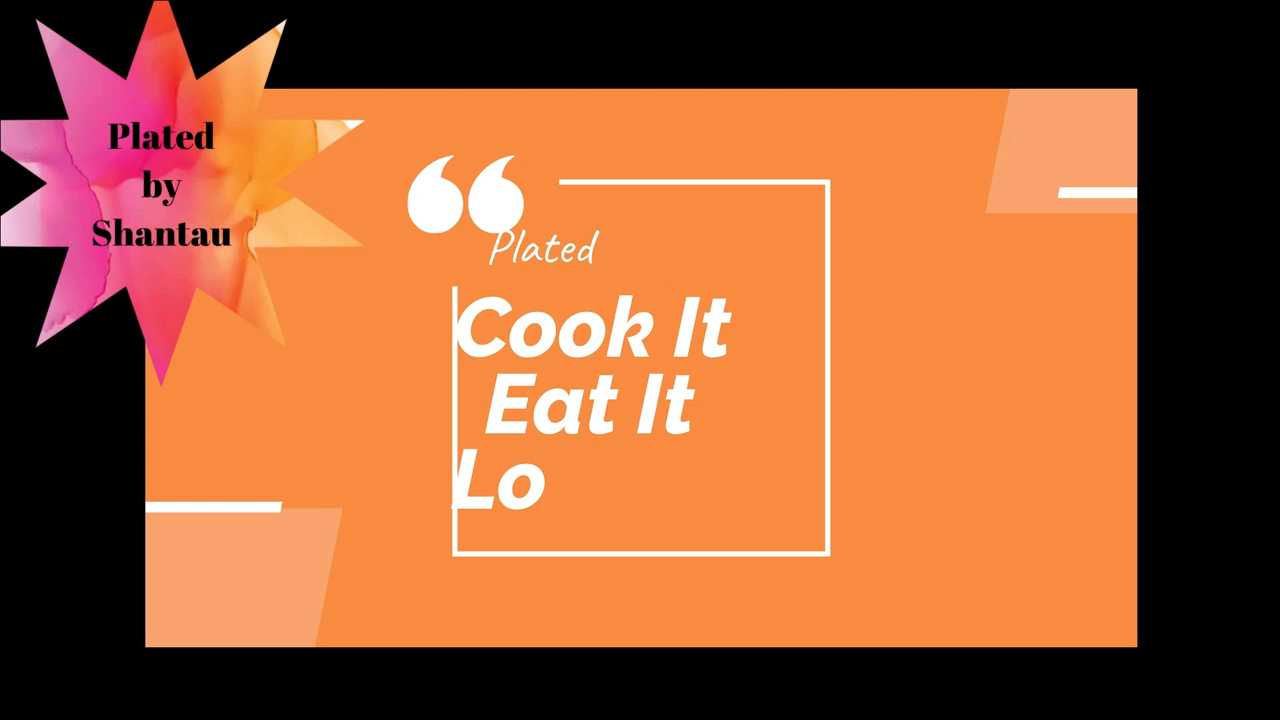 Plated
by
Shantau
Plated
Cook It
Eat It
Lo